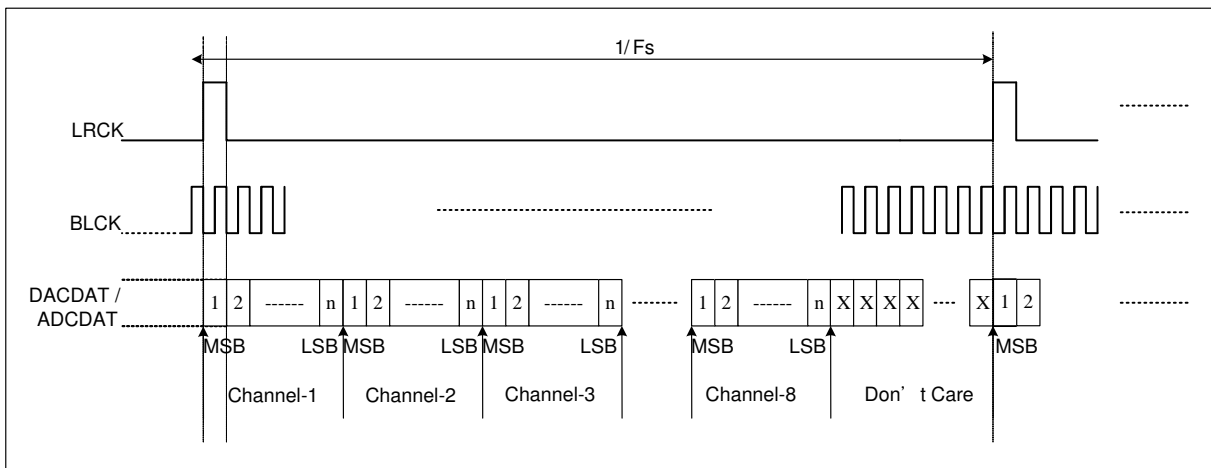 1/ Fs
LRCK
BLCK
DACDAT /
ADCDAT
1 2 ------ n 1 2 ------ n 1 2 ------ n 1 2 ------ n X X X X X 1 2
MSB LSB MSB LSB MSB LSB MSB LSB MSB
Channel-1 Channel-2 Channel-3 Channel-8 Don’ t Care